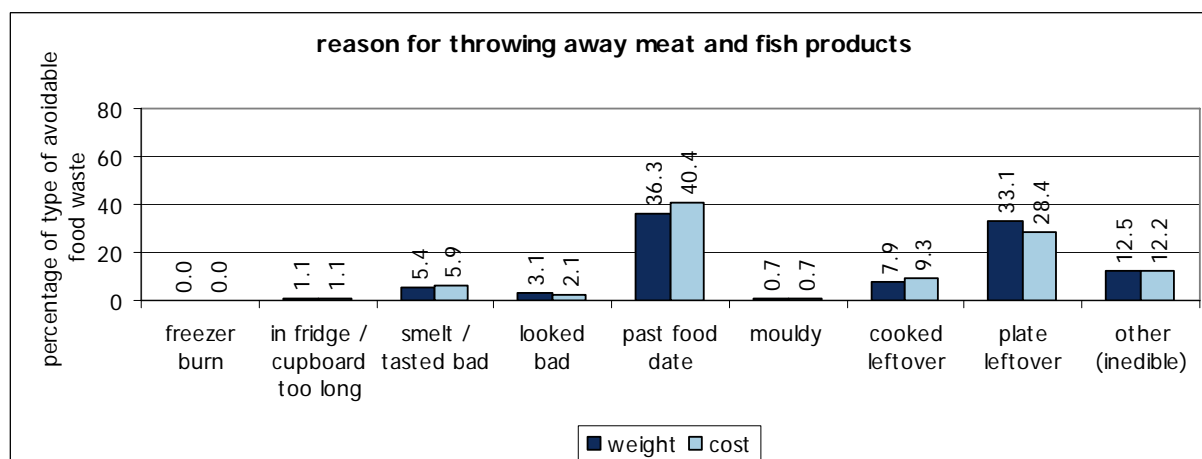 reason for throwing away meat and fish products
percentage of type of avoidable
food waste
80
60
40
20
0
0.0 0.0
1.1 1.1
5.4 5.9
3.1 2.1
36.3 40.4
0.7 0.7
7.9 9.3
33.1 28.4
12.5 12.2
freezer
burn
in fridge /
cupboard
too long
smelt /
tasted bad
looked
bad
past food
date
mouldy
cooked
leftover
plate
leftover
other
(inedible)
weight cost